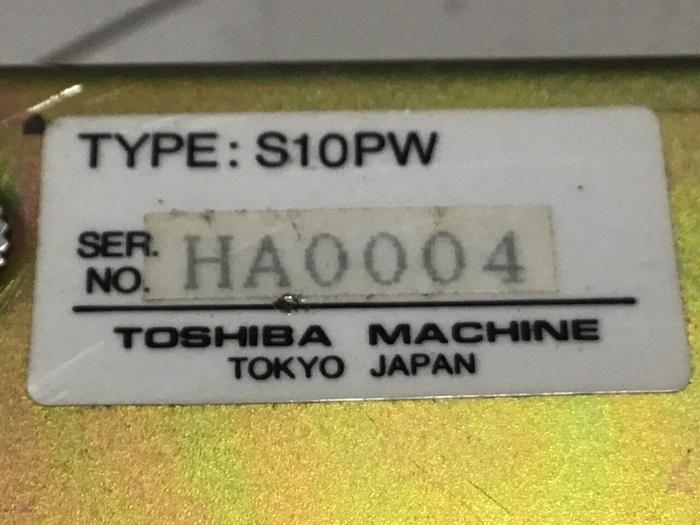 TYPE: S10PW
SER. NO. HA0004
TOSHIBA MACHINE
TOKYO JAPAN